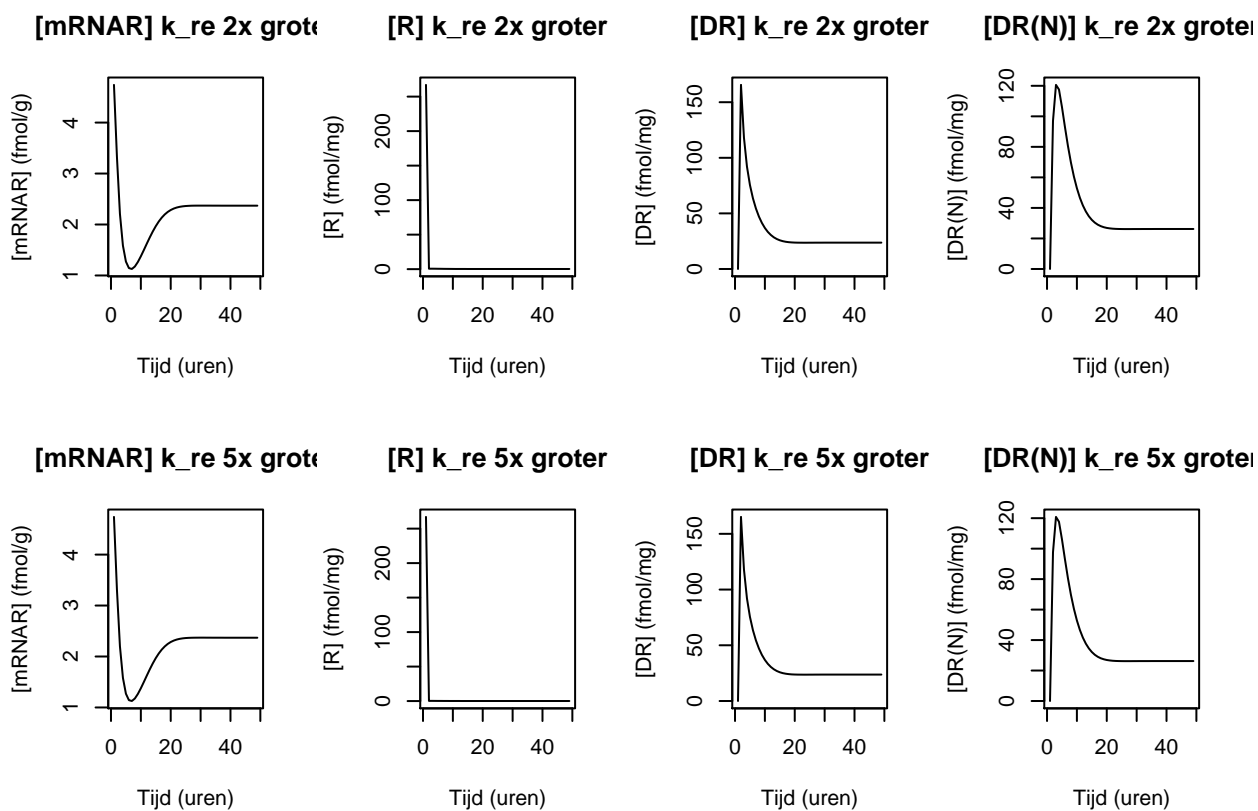 [mRNAR] k_re 2x grote
[mRNAR] (fmol/g)
1 2 3 4
0 20 40
Tijd (uren)
[R] k_re 2x groter
[R] (fmol/mg)
0 100 200
0 20 40
Tijd (uren)
[DR] k_re 2x groter
[DR] (fmol/mg)
0 50 100 150
0 20 40
Tijd (uren)
[DR(N)] k_re 2x groter
[DR(N)] (fmol/mg)
0 40 80 120
0 20 40
Tijd (uren)
[mRNAR] k_re 5x grote
[mRNAR] (fmol/g)
1 2 3 4
0 20 40
Tijd (uren)
[R] k_re 5x groter
[R] (fmol/mg)
0 100 200
0 20 40
Tijd (uren)
[DR] k_re 5x groter
[DR] (fmol/mg)
0 50 100 150
0 20 40
Tijd (uren)
[DR(N)] k_re 5x groter
[DR(N)] (fmol/mg)
0 40 80 120
0 20 40
Tijd (uren)